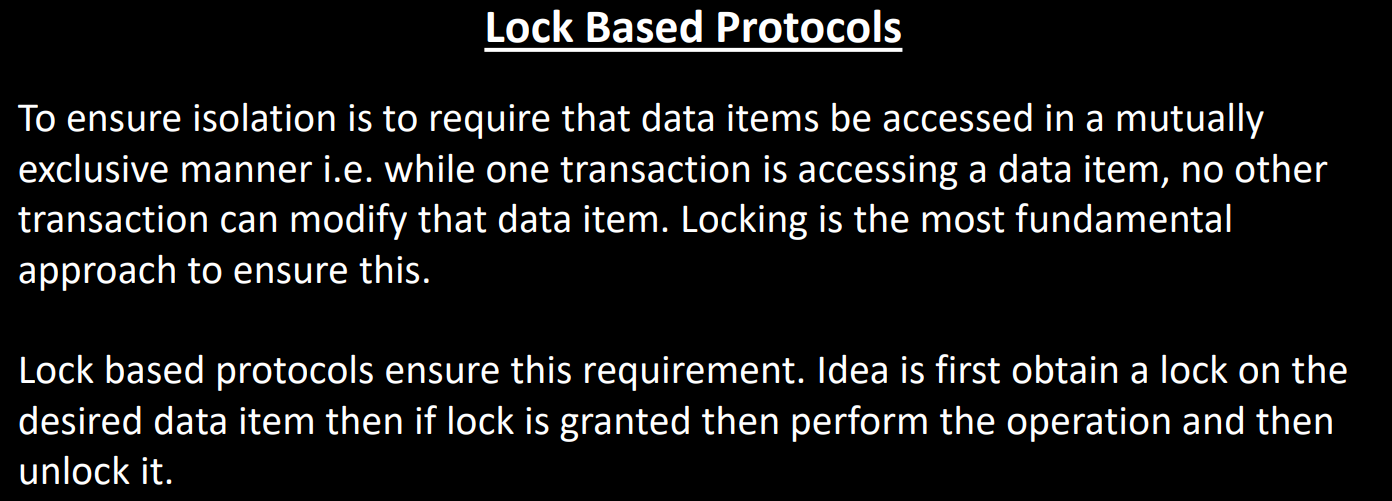 Lock Based Protocols
To ensure isolation is to require that data items be accessed in a mutually
exclusive manner i.e. while one transaction is accessing a data item, no other
transaction can modify that data item. Locking is the most fundamental
approach to ensure this.
Lock based protocols ensure this requirement. Idea is first obtain a lock on the
desired data item then if lock is granted then perform the operation and then
unlock it.